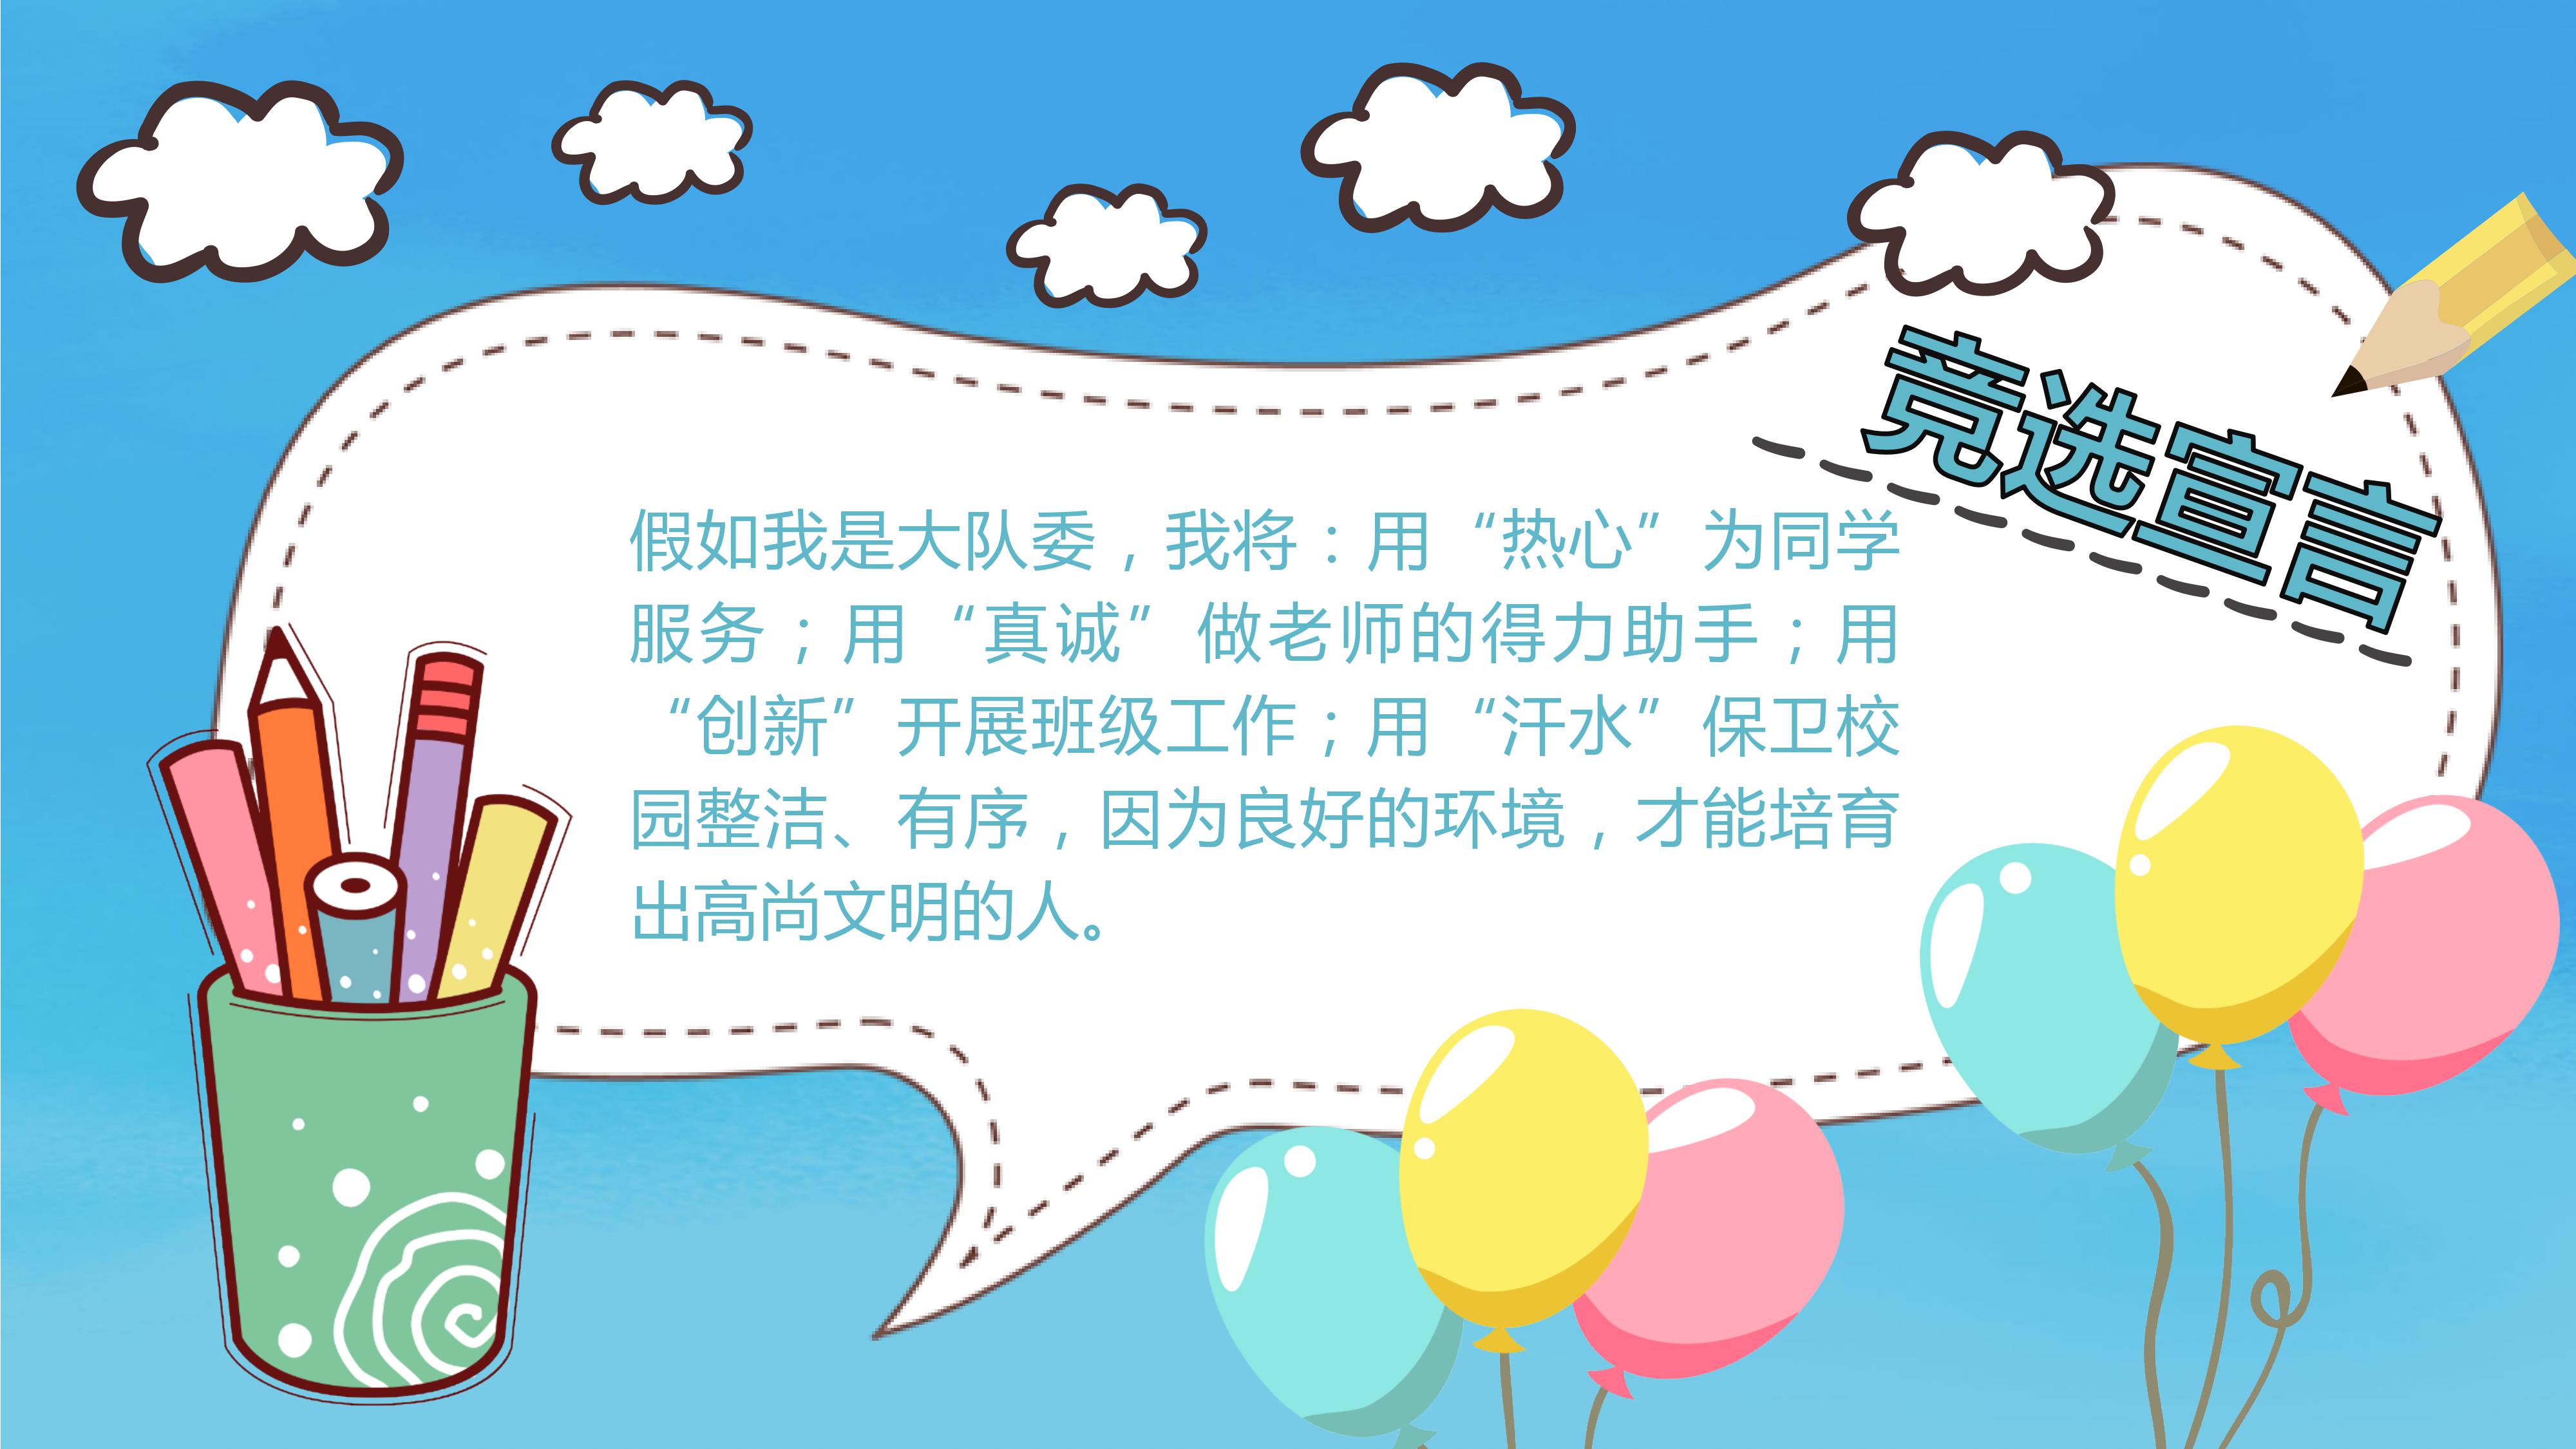 竞选宣言
假如我是大队委，我将：用“热心”为同学
服务；用“真诚”做老师的得力助手；用
“创新”开展班级工作；用“汗水”保卫校
园整洁、有序，因为良好的环境，才能培育
出高尚文明的人。